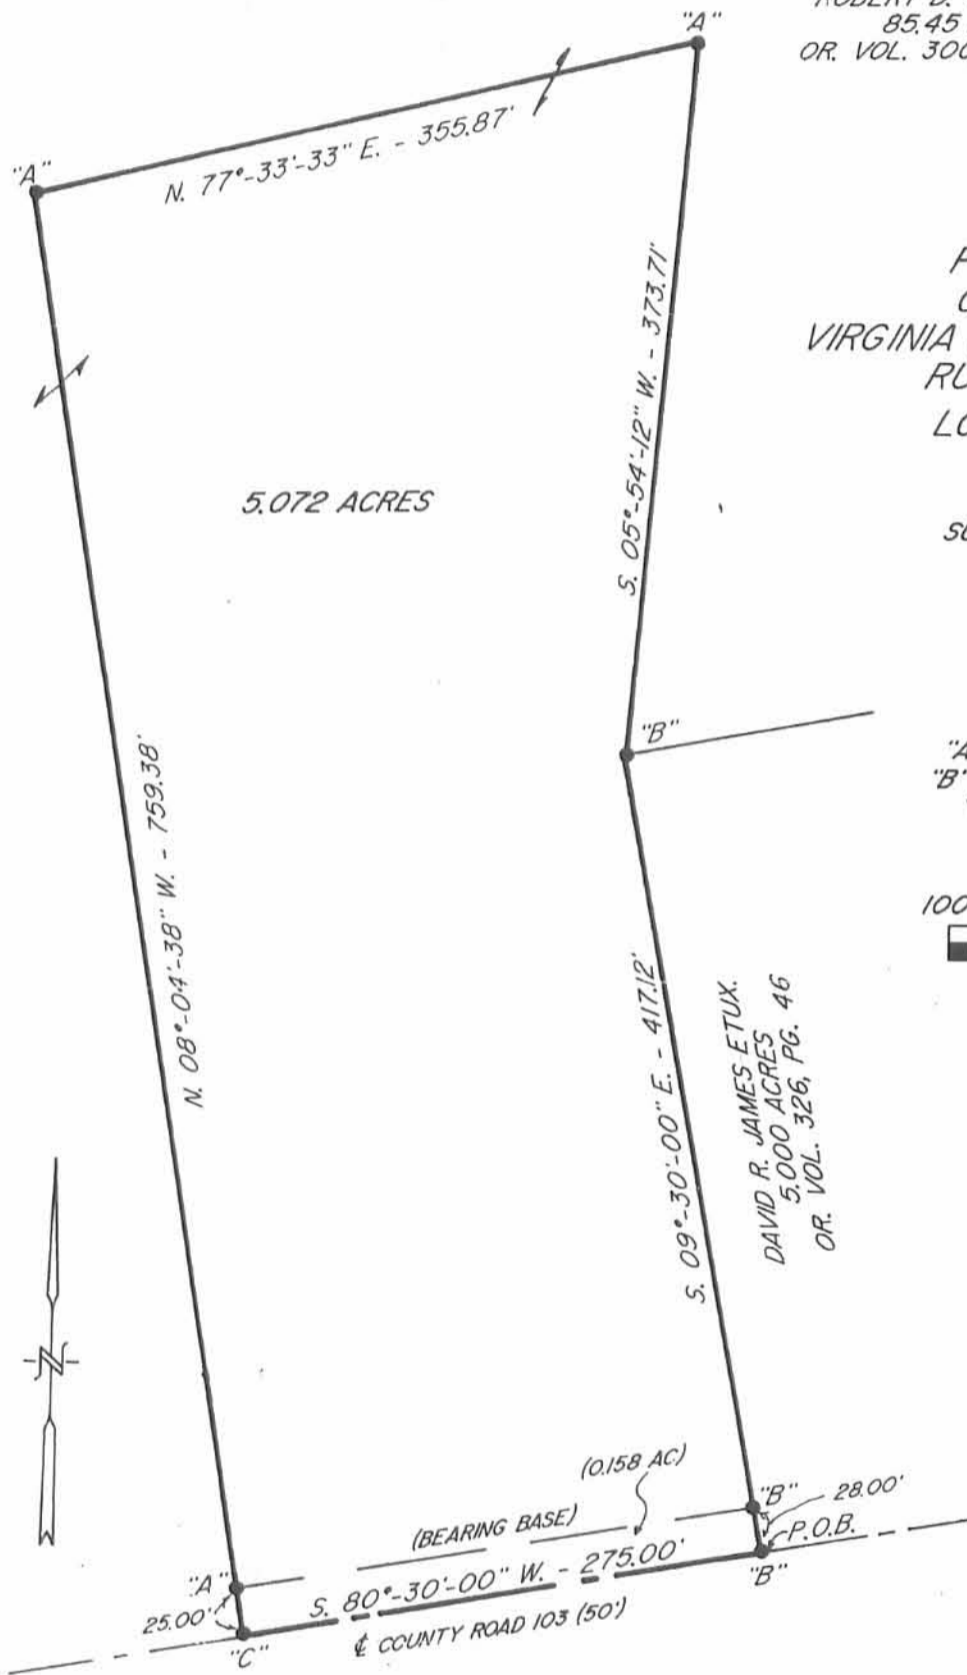 85.45
"A"
OR. VOL. 300
N. 77°-33'-33" E. - 355.87'
"A"
VIRGINIA
S. 05°-54'-12" W. - 373.71'
5.072 ACRES
"B"
"B"
N. 08°-04'-38" W. - 759.38'
100
S. 09°-30'-00" E. - 417.12'
DAVID R. JAMES ETUX.
5.000 ACRES
OR. VOL. 326, PG. 46
N
(0.158 AC)
"B"
28.00'
(BEARING BASE)
P.O.B.
"B"
"A"
S. 80°-30'-00" W. - 275.00'
25.00'
"C"
℄ COUNTY ROAD 103 (50')